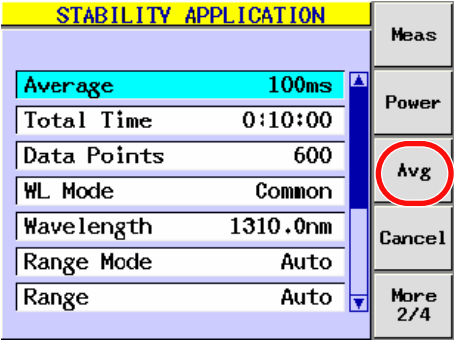 STABILITY APPLICATION
Average 100ms
Total Time 0:10:00
Data Points 600
WL Mode Common
Wavelength 1310.0nm
Range Mode Auto
Range Auto
Meas
Power
Avg
Cancel
More
2/4